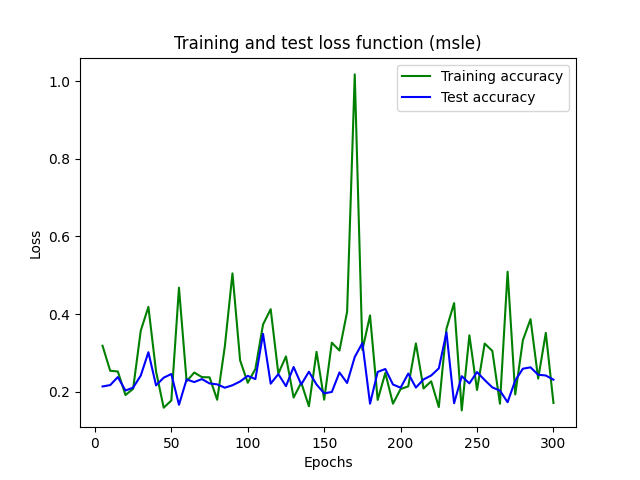 Training and test loss function (msle)
Training accuracy
Test accuracy
1.0
0.8
0.6
0.4
0.2
Loss
0
50
100
150
200
250
300
Epochs